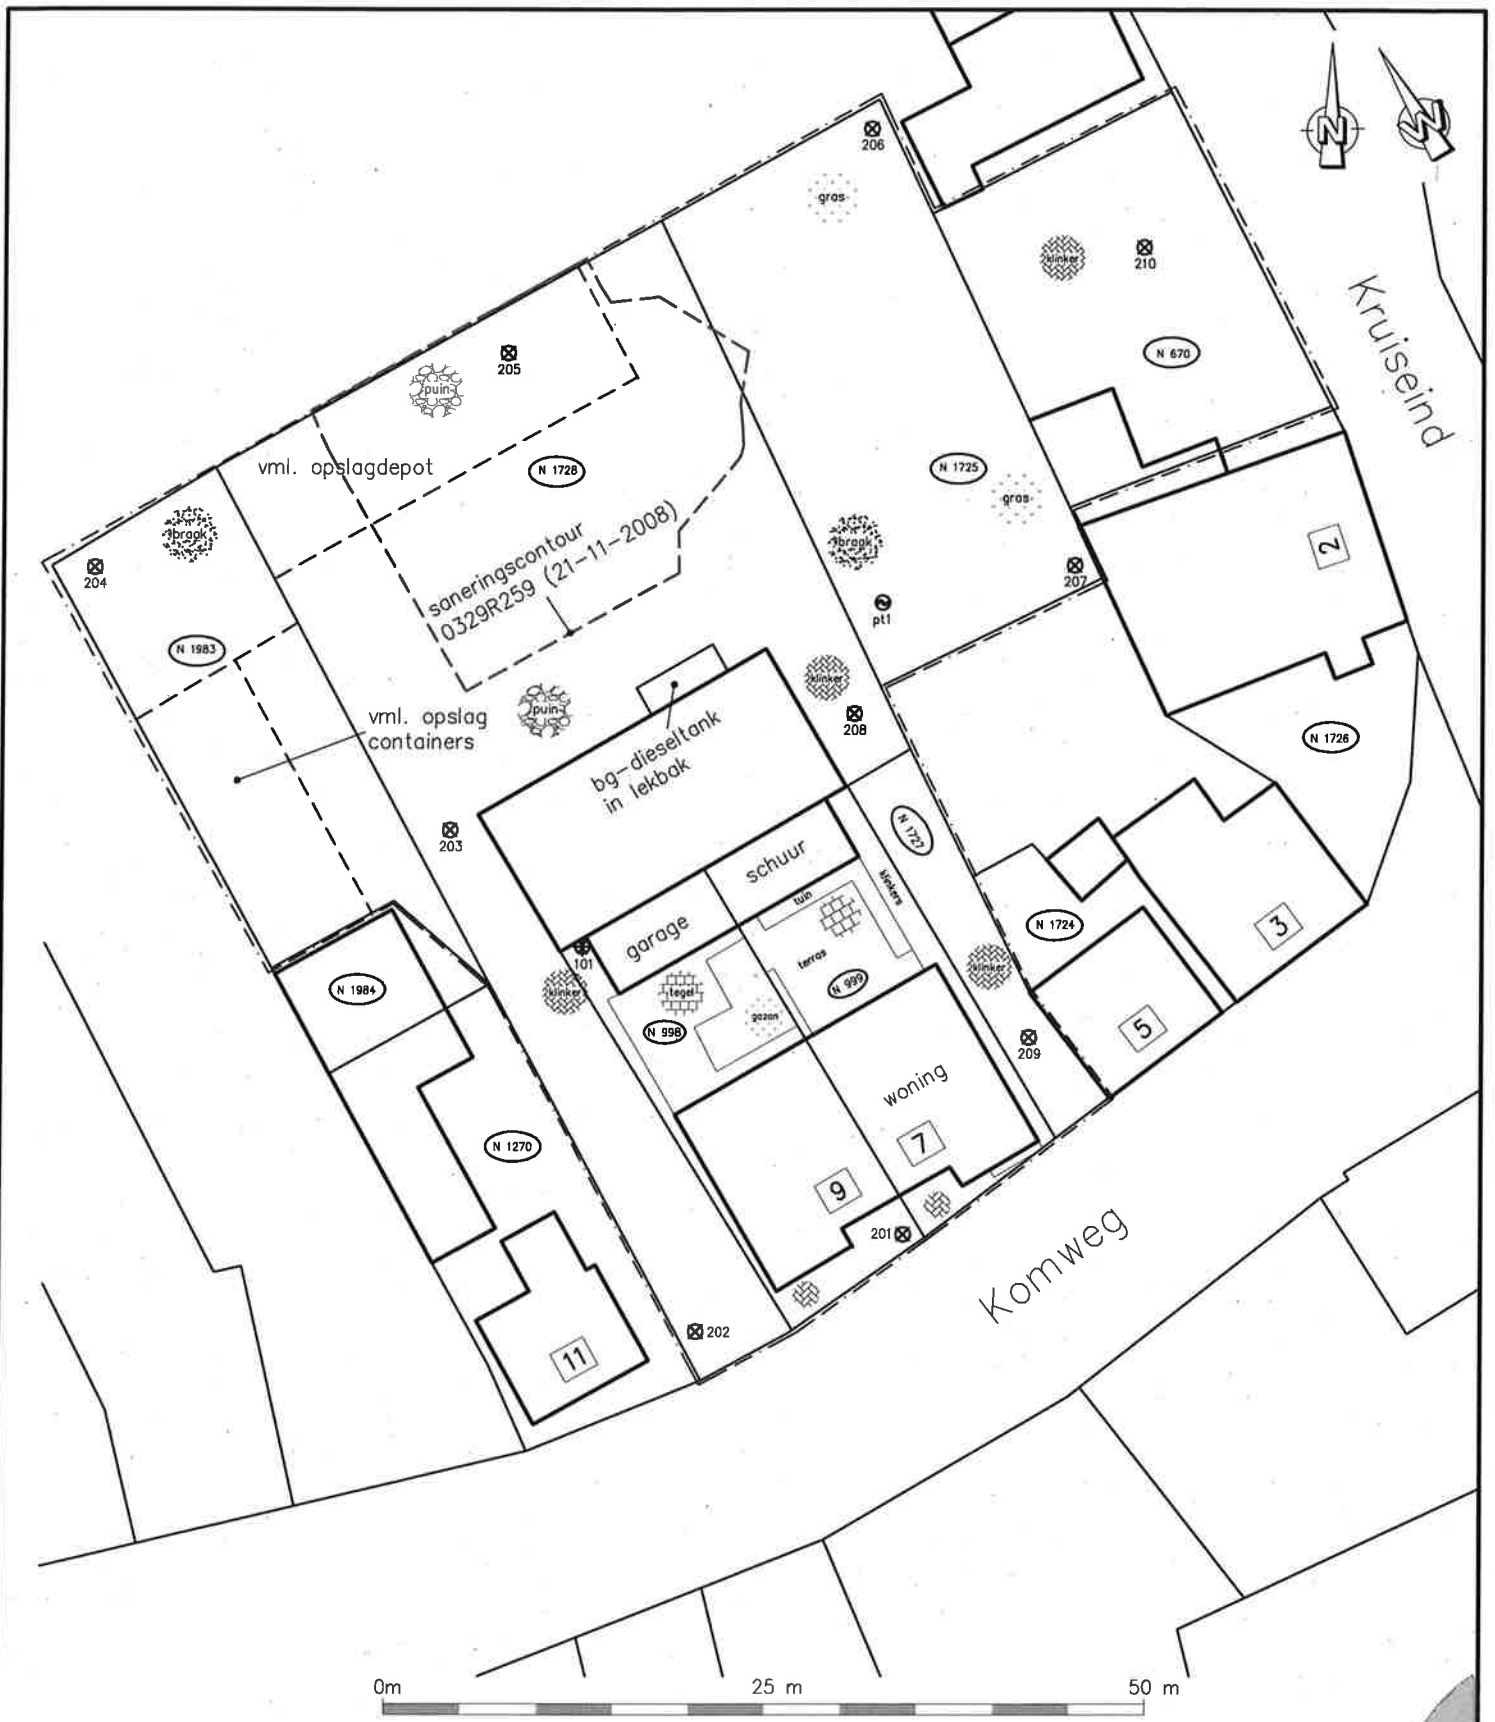 206
N
W
gras
klinker
210
Kruiseind
N 670
205
puin
vml. opslagdepot
N 1728
N 1725
gras
braak
braak
saneringscontour
0329R259 (21-11-2008)
2
204
207
pt1
N 1983
klinker
puin
vml. opslag
containers
208
bg-dieseltank
in lekbak
N 1726
203
N 1727
schuur
klinkers
tuin
garage
3
N 1724
101
terras
klinker
N 1984
klinker
tegel
N 999
gazon
N 998
5
209
woning
N 1270
7
9
201
Komweg
202
11
0m
25 m
50 m